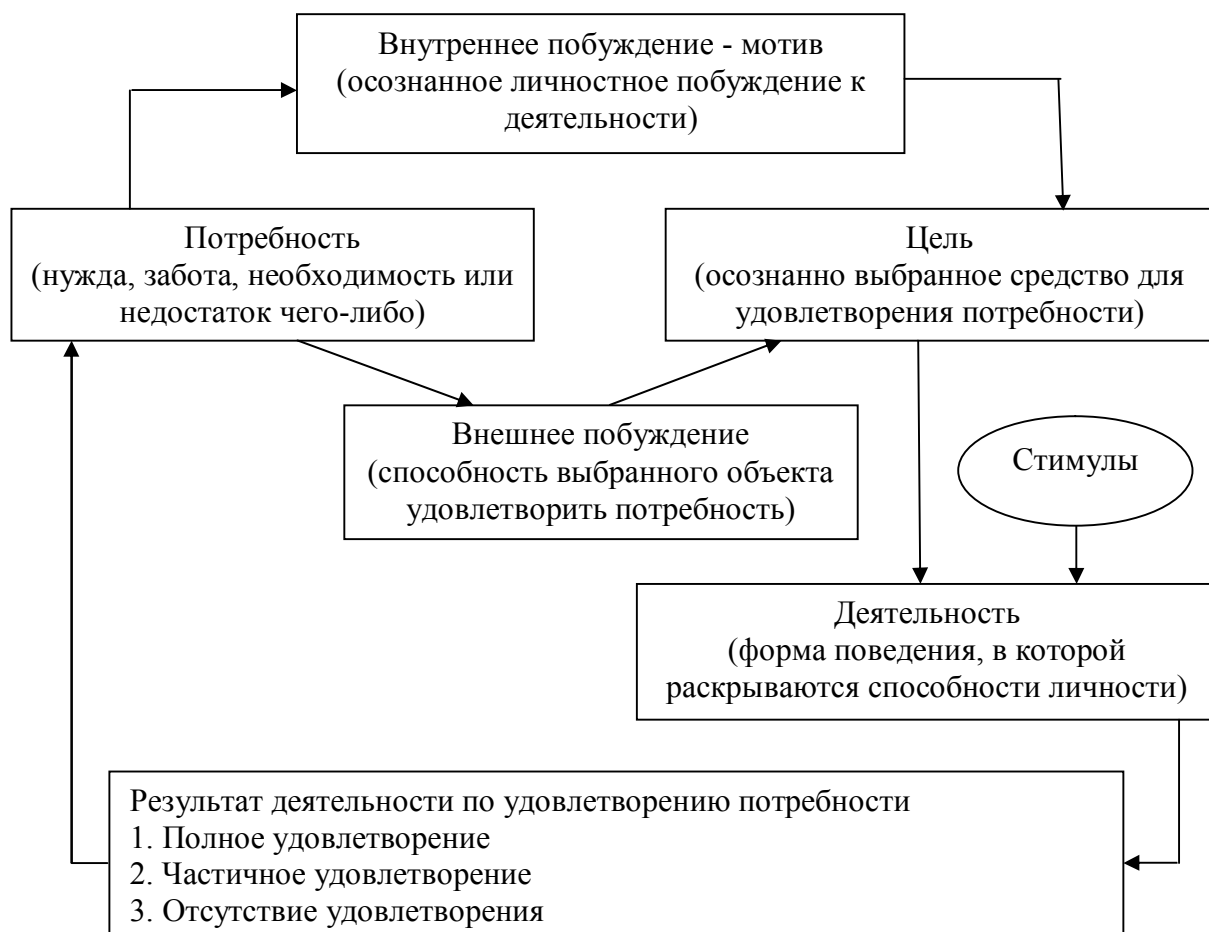 Внутреннее побуждение - мотив
(осознанное личностное побуждение к
деятельности)
Потребность
(нужда, забота, необходимость или
недостаток чего-либо)
Цель
(осознанно выбранное средство для
удовлетворения потребности)
Внешнее побуждение
(способность выбранного объекта
удовлетворить потребность)
Стимулы
Деятельность
(форма поведения, в которой
раскрываются способности личности)
Результат деятельности по удовлетворению потребности
1. Полное удовлетворение
2. Частичное удовлетворение
3. Отсутствие удовлетворения